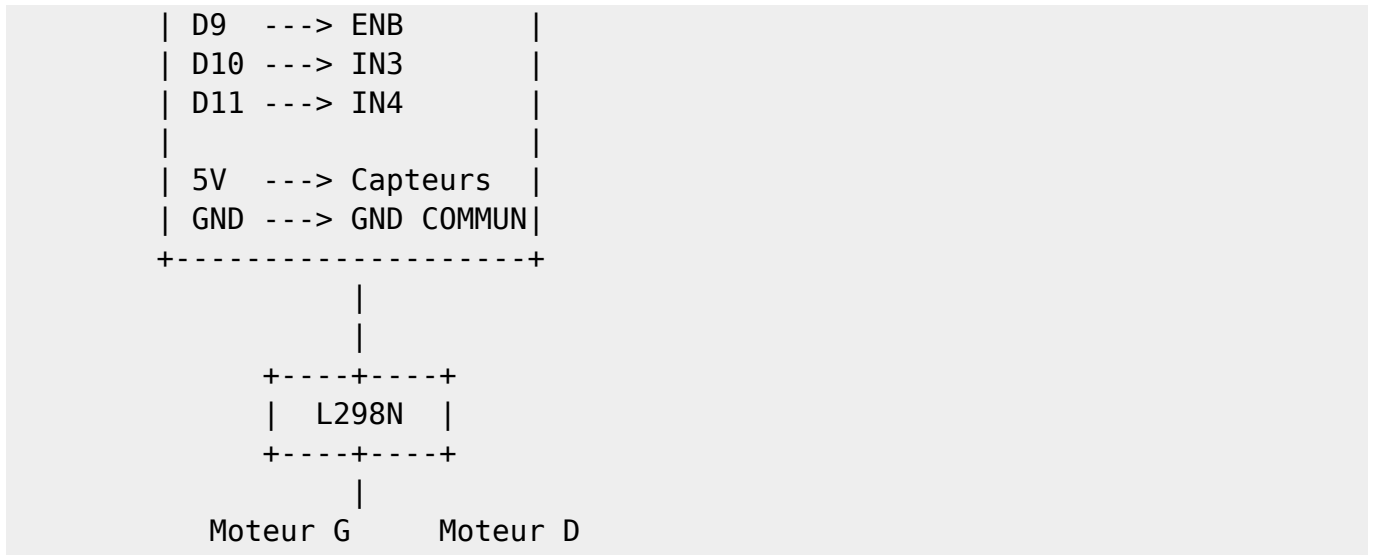 | D9   ---> ENB       |
| D10 ---> IN3       |
| D11 ---> IN4       |
|                    |
| 5V   ---> Capteurs  |
| GND ---> GND COMMUN|
+--------------------+
|
|
+----+----+
|  L298N  |
+----+----+
|
Moteur G     Moteur D